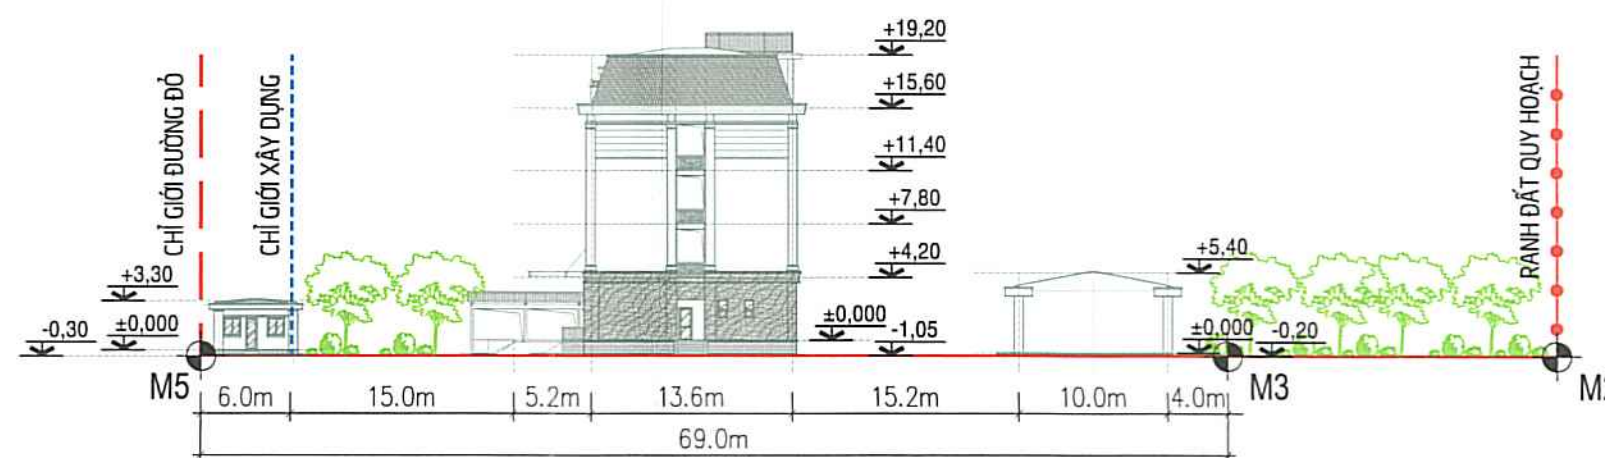 CHỈ GIỚI ĐƯỜNG ĐỎ
CHỈ GIỚI XÂY DỰNG
RANH ĐẤT QUY HOẠCH
+19,20
+15,60
+11,40
+7,80
+4,20
±0,000
-1,05
+3,30
±0,000
-0,30
+5,40
±0,000
-0,20
M5
M3
6.0m
15.0m
5.2m
13.6m
15.2m
10.0m
4.0m
69.0m